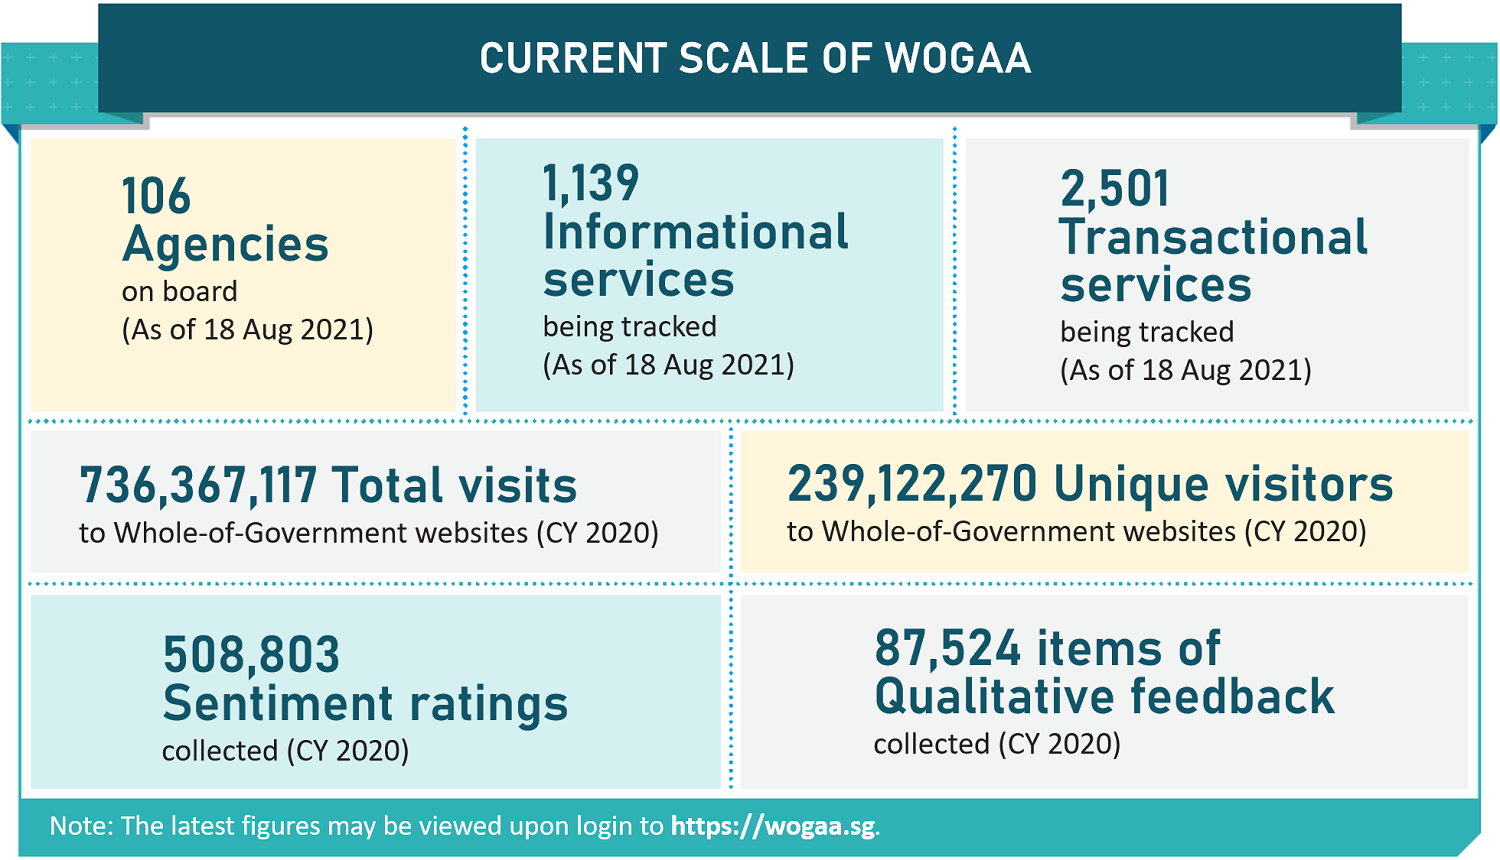 CURRENT SCALE OF WOGAA
106
Agencies
on board
(As of 18 Aug 2021)
1,139
Informational
services
being tracked
(As of 18 Aug 2021)
2,501
Transactional
services
being tracked
(As of 18 Aug 2021)
736,367,117 Total visits
to Whole-of-Government websites (CY 2020)
239,122,270 Unique visitors
to Whole-of-Government websites (CY 2020)
508,803
Sentiment ratings
collected (CY 2020)
87,524 items of
Qualitative feedback
collected (CY 2020)
Note: The latest figures may be viewed upon login to https://wogaa.sg.